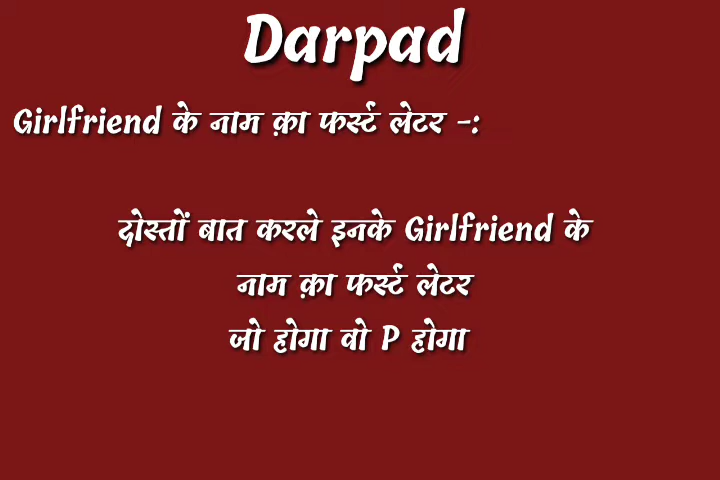 Darpad
Girlfriend के नाम क़ा फर्स्ट लेटर -:
दोस्तों बात करले इनके Girlfriend के
नाम क़ा फर्स्ट लेटर
जो होगा वो P होगा